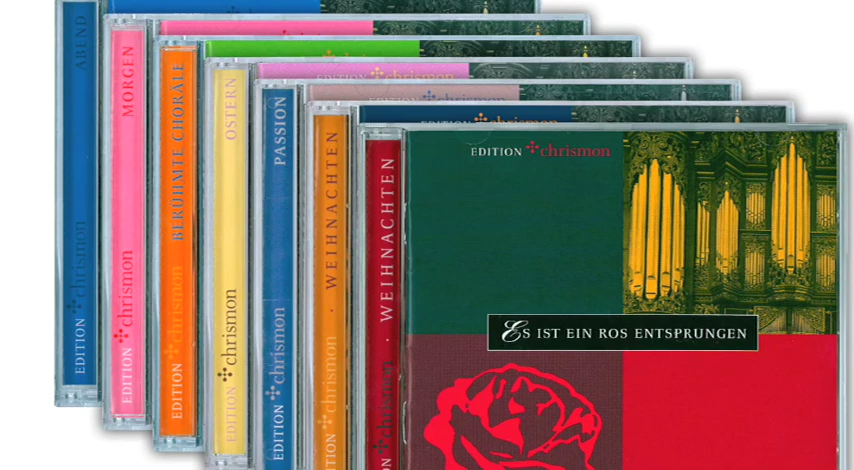 EDITION chrismon
EDITION chrismon
EDITION chrismon
EDITION chrismon
ES IST EIN ROS ENTSPRUNGEN
EDITION chrismon ABEND
EDITION chrismon MORGEN
EDITION chrismon BERÜHMTE CHORÄLE
EDITION chrismon OSTERN
EDITION chrismon PASSION
chrismon · WEIHNACHTEN
chrismon · WEIHNACHTEN